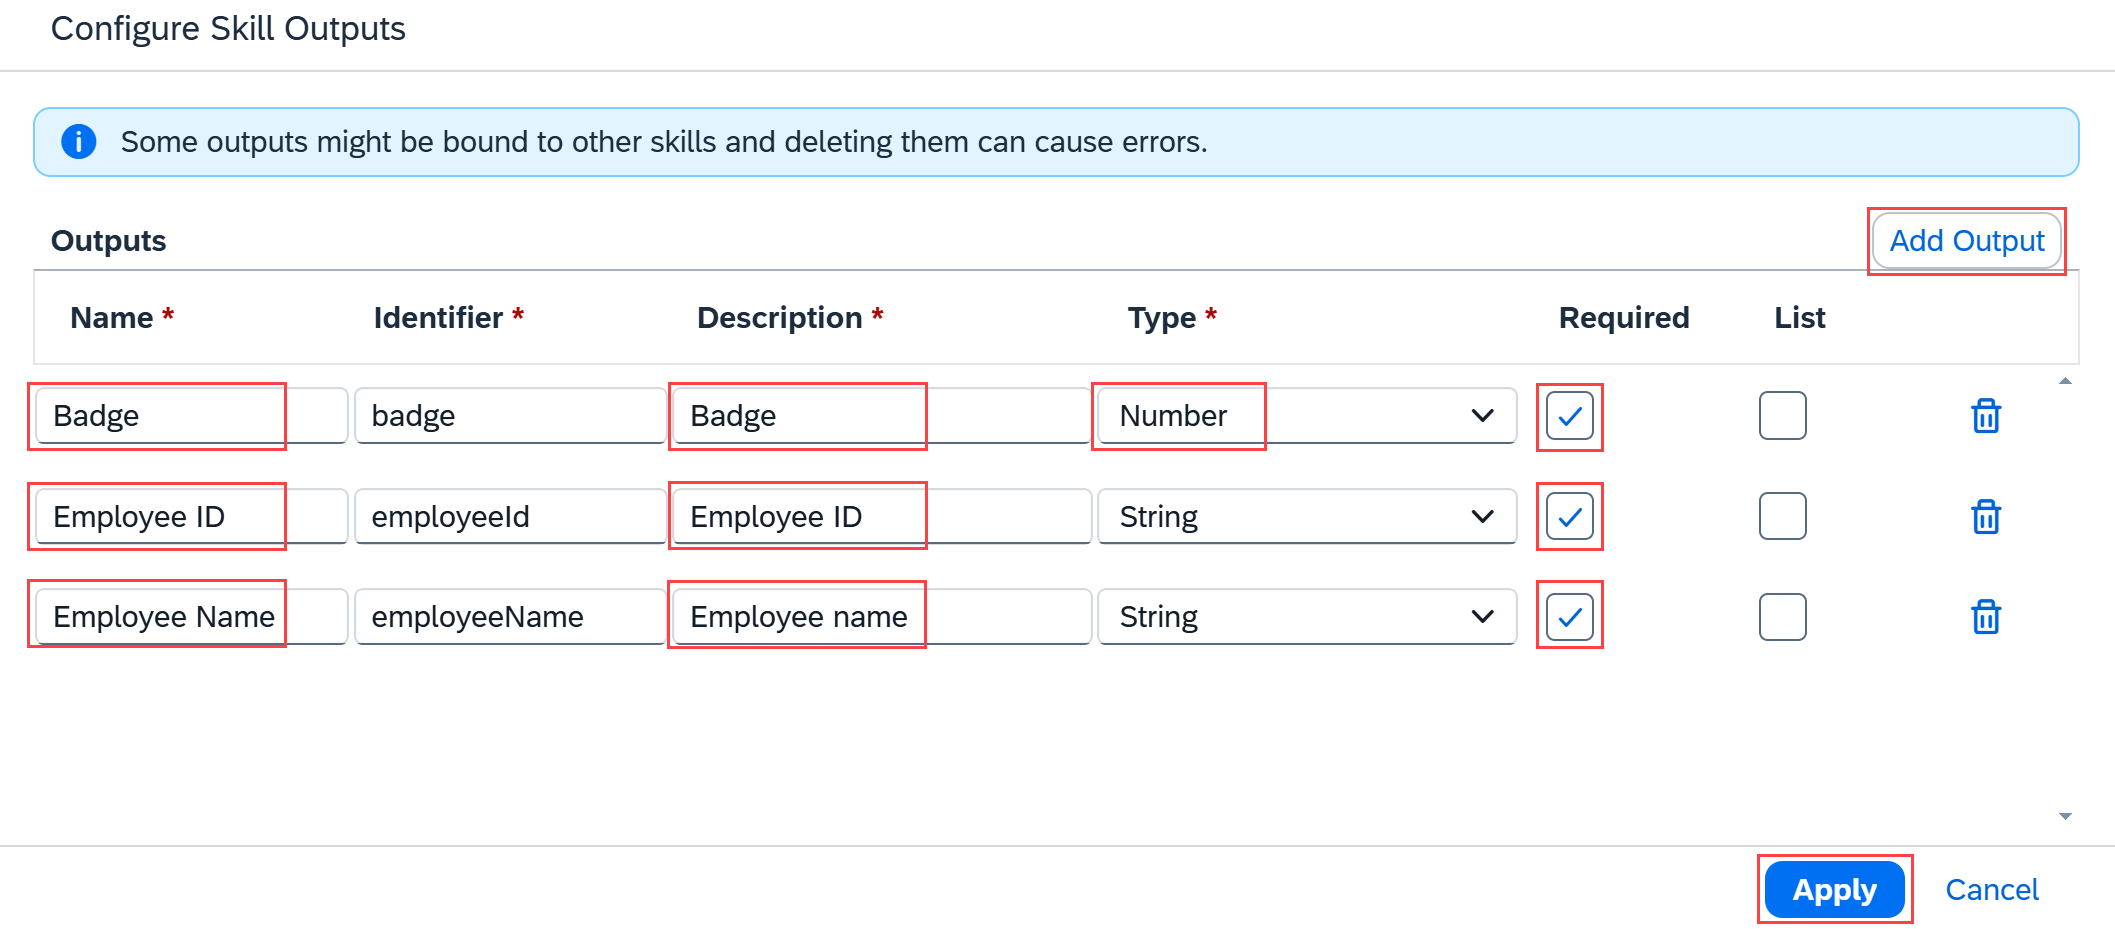 Configure Skill Outputs
Some outputs might be bound to other skills and deleting them can cause errors.
Outputs Add Output
Name * Identifier * Description * Type * Required List
Badge badge Badge Number
Employee ID employeeId Employee ID String
Employee Name employeeName Employee name String
Apply Cancel